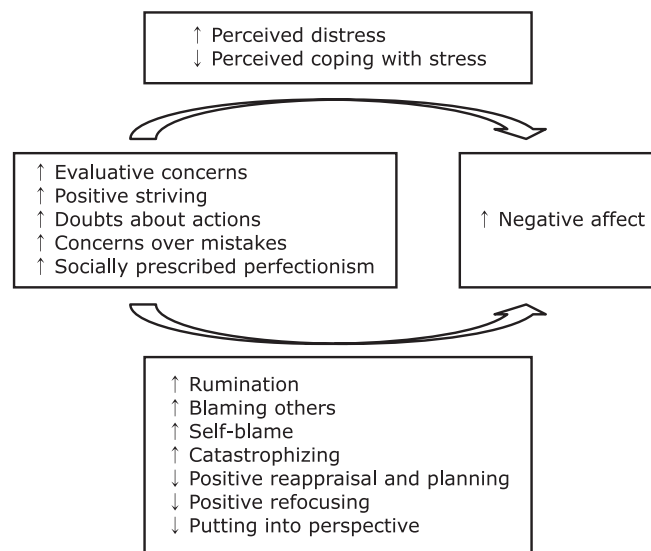 ↑ Perceived distress
↓ Perceived coping with stress
↑ Evaluative concerns
↑ Positive striving
↑ Doubts about actions
↑ Concerns over mistakes
↑ Socially prescribed perfectionism
↑ Negative affect
↑ Rumination
↑ Blaming others
↑ Self-blame
↑ Catastrophizing
↓ Positive reappraisal and planning
↓ Positive refocusing
↓ Putting into perspective